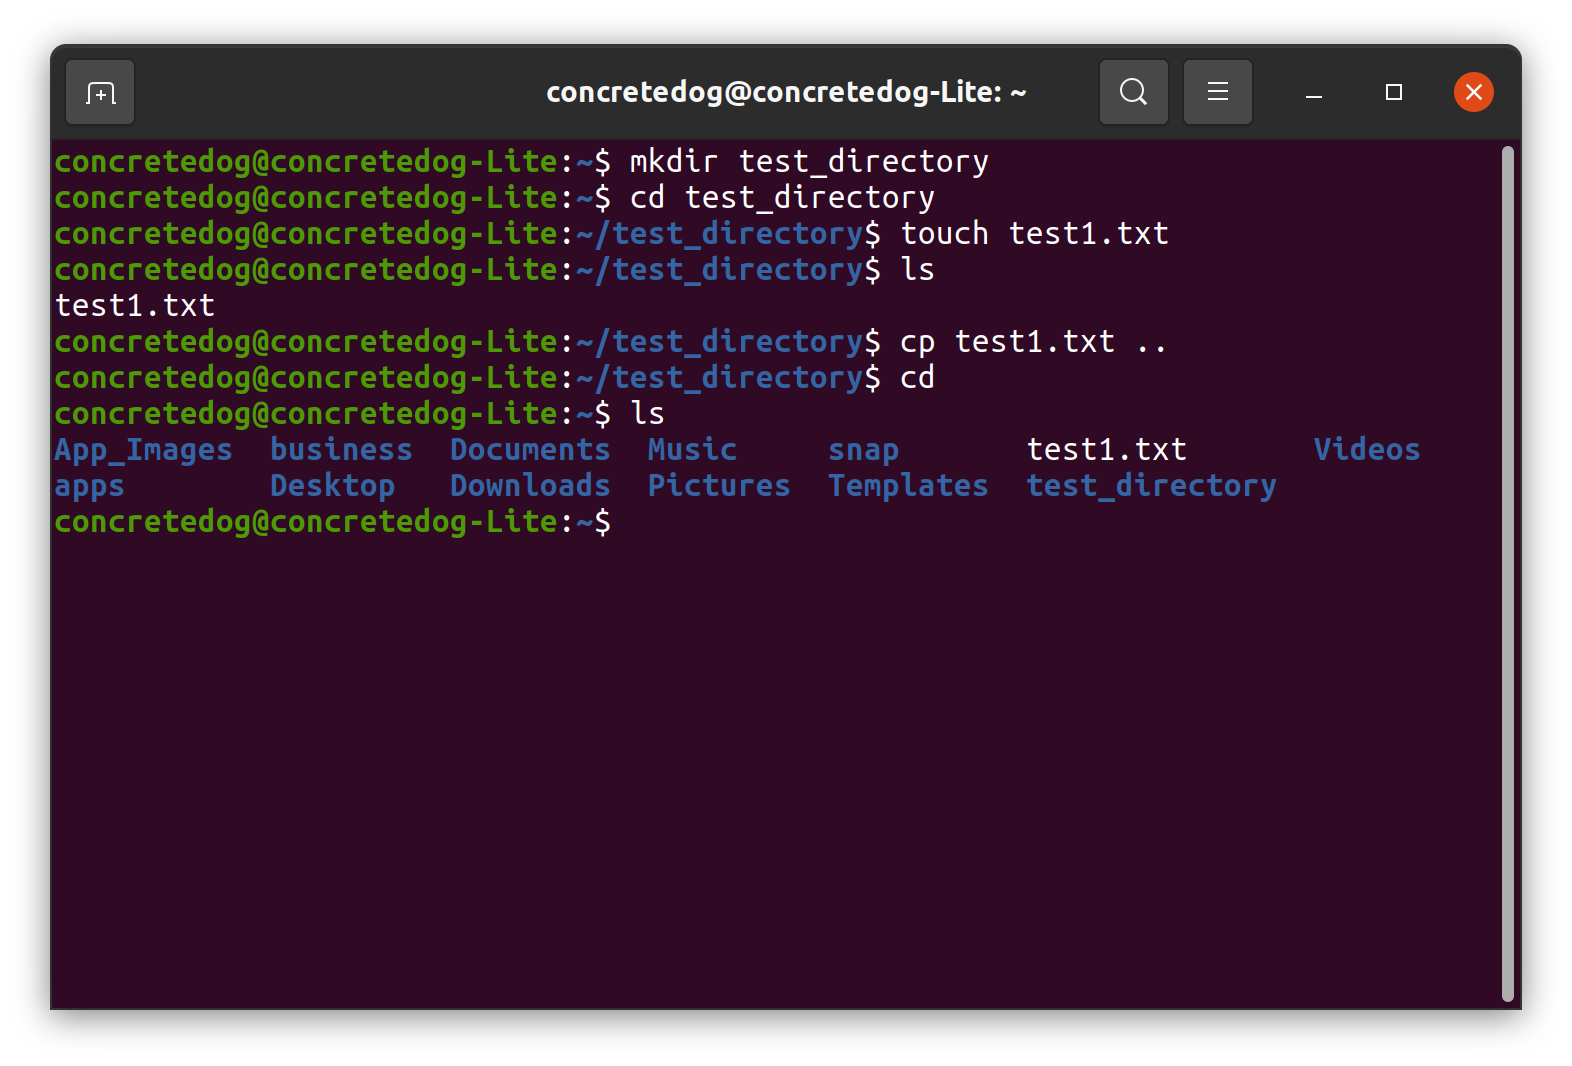 concretedog@concretedog-Lite: ~
concretedog@concretedog-Lite:~$ mkdir test_directory
concretedog@concretedog-Lite:~$ cd test_directory
concretedog@concretedog-Lite:~/test_directory$ touch test1.txt
concretedog@concretedog-Lite:~/test_directory$ ls
test1.txt
concretedog@concretedog-Lite:~/test_directory$ cp test1.txt ..
concretedog@concretedog-Lite:~/test_directory$ cd
concretedog@concretedog-Lite:~$ ls
App_Images  business  Documents  Music     snap       test1.txt       Videos
apps        Desktop   Downloads  Pictures  Templates  test_directory
concretedog@concretedog-Lite:~$